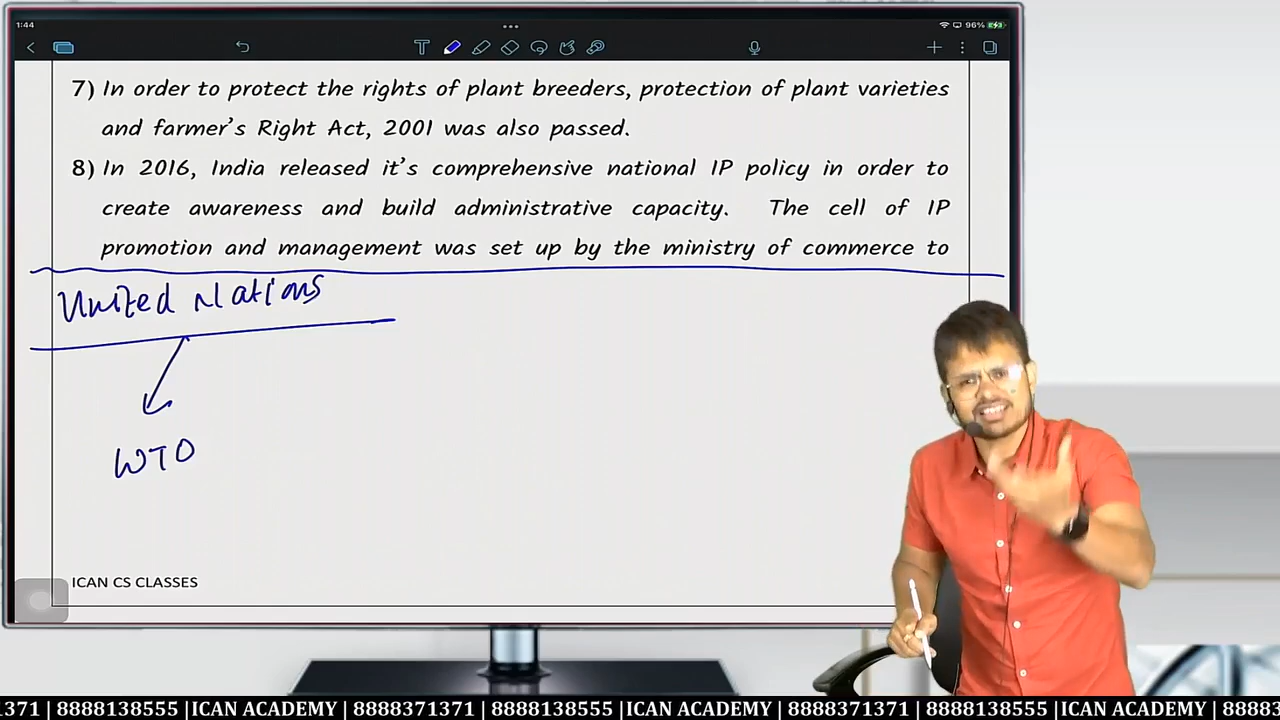 1:44
96%
T
7) In order to protect the rights of plant breeders, protection of plant varieties
and farmer's Right Act, 2001 was also passed.
8) In 2016, India released it's comprehensive national IP policy in order to
create awareness and build administrative capacity. The cell of IP
promotion and management was set up by the ministry of commerce to
United Nations
WTO
ICAN CS CLASSES
1371 | 8888138555 |ICAN ACADEMY | 8888371371 | 8888138555 |ICAN ACADEMY | 8888371371 | 8888138555 |ICAN ACADEMY | 88883